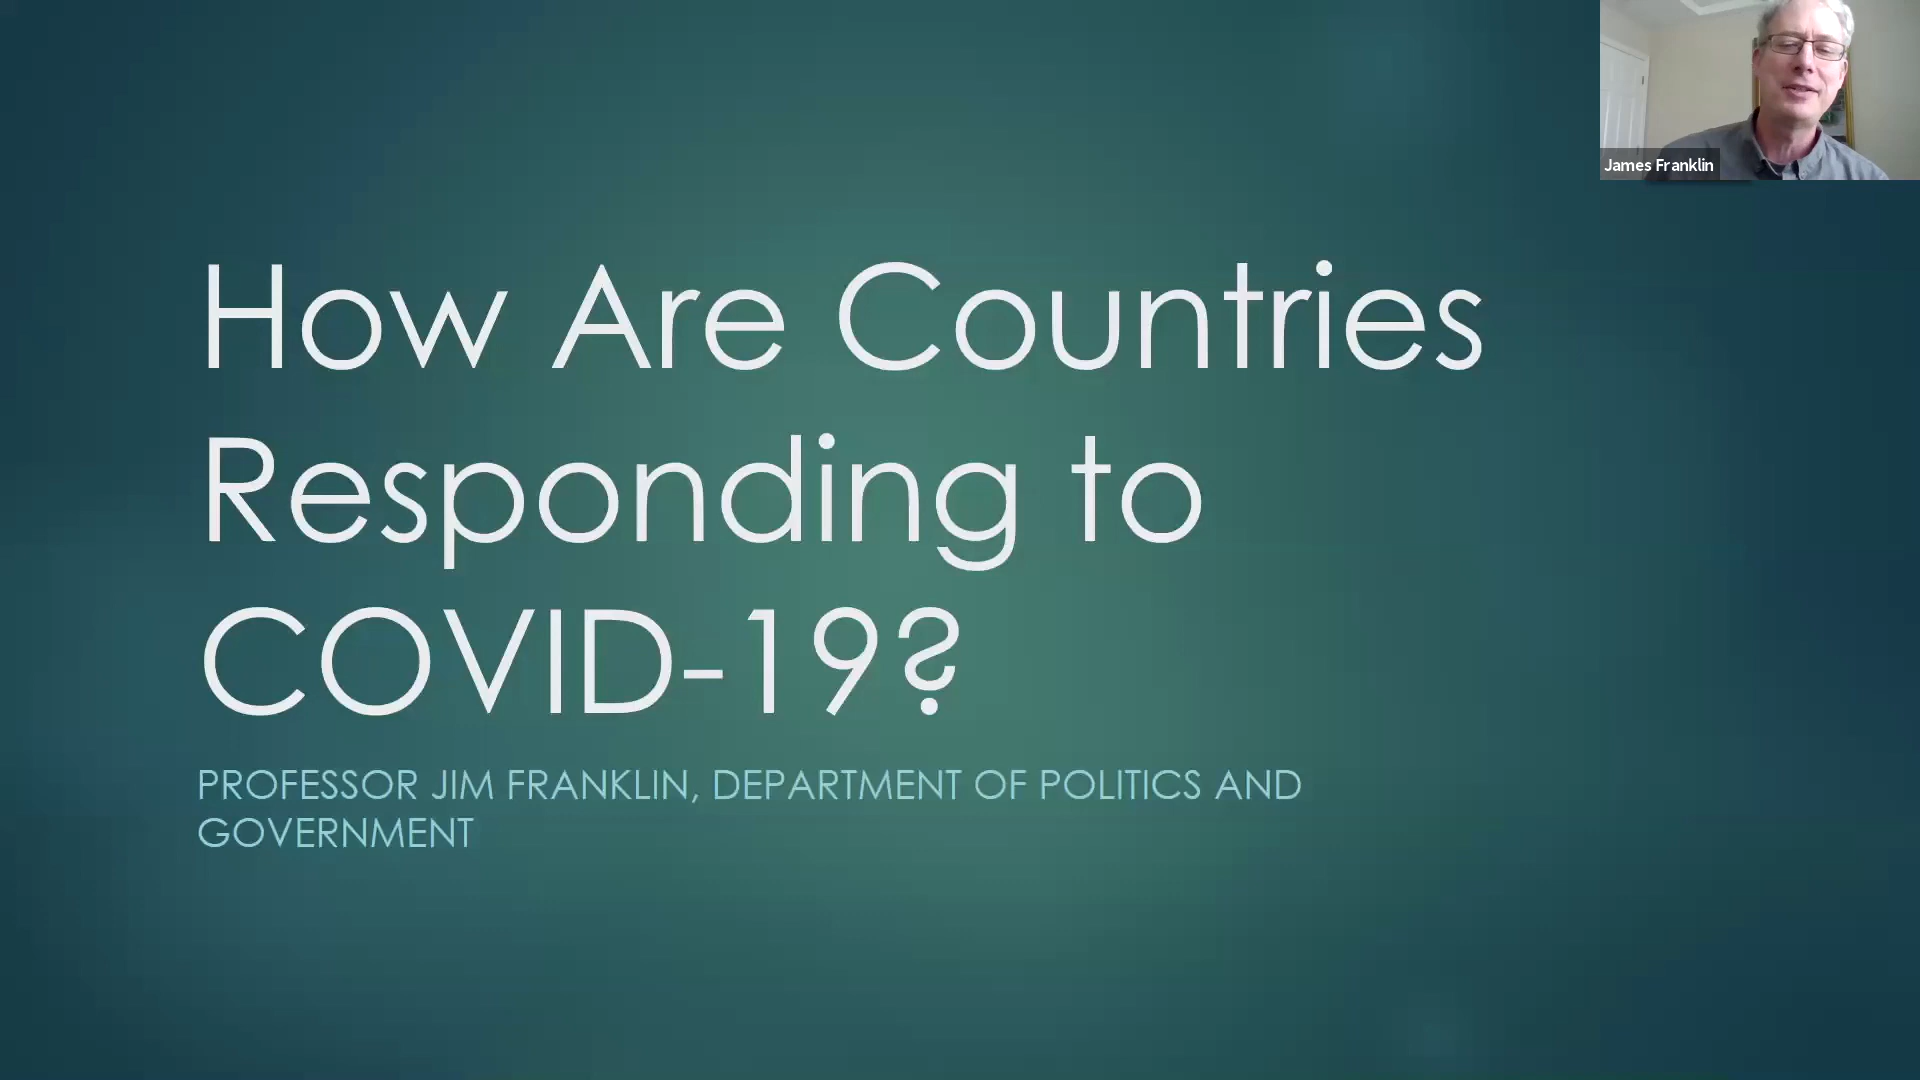 James Franklin
How Are Countries
Responding to
COVID-19?
PROFESSOR JIM FRANKLIN, DEPARTMENT OF POLITICS AND
GOVERNMENT